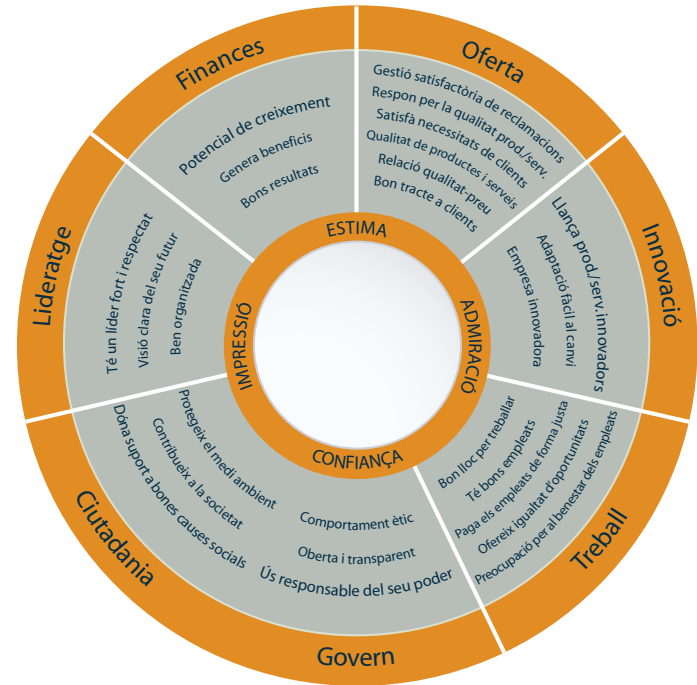 Finances
Potencial de creixement
Genera beneficis
Bons resultats
Oferta
Gestió satisfactòria de reclamacions
Respon per la qualitat prod./serv.
Satisfà necessitats de clients
Qualitat de productes i serveis
Relació qualitat-preu
Bon tracte a clients
Innovació
Llança prod./serv.innovadors
Adaptació fàcil al canvi
Empresa innovadora
Treball
Bon lloc per treballar
Té bons empleats
Paga els empleats de forma justa
Ofereix igualtat d'oportunitats
Preocupació per al benestar dels empleats
Govern
Comportament ètic
Oberta i transparent
Ús responsable del seu poder
Ciutadania
Protegeix el medi ambient
Contribueix a la societat
Dóna suport a bones causes socials
Lideratge
Té un líder fort i respectat
Visió clara del seu futur
Ben organitzada
ESTIMA
ADMIRACIÓ
CONFIANÇA
IMPRESSIÓ